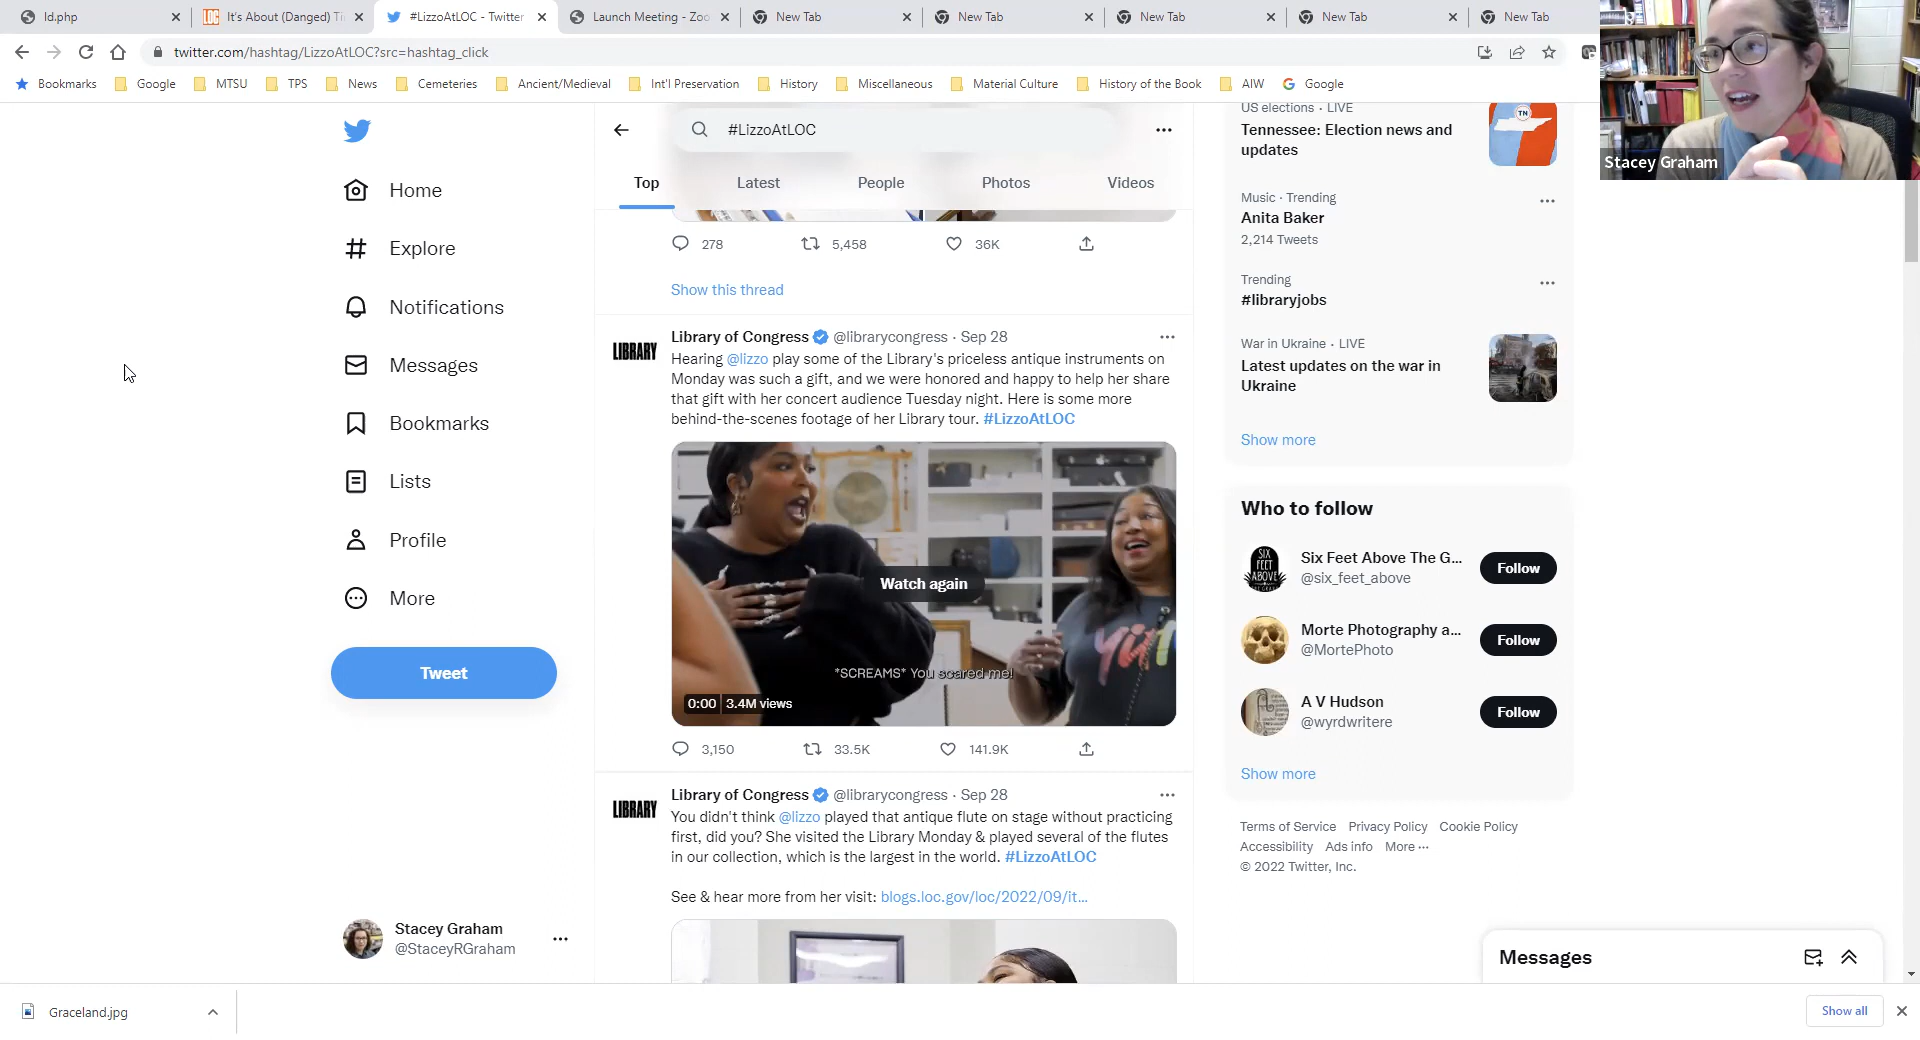 ld.php
It's About (Danged) Ti
#LizzoAtLOC - Twitter
Launch Meeting - Zoo
New Tab
New Tab
New Tab
New Tab
New Tab
twitter.com/hashtag/LizzoAtLOC?src=hashtag_click
Bookmarks
Google
MTSU
TPS
News
Cemeteries
Ancient/Medieval
Int'l Preservation
History
Miscellaneous
Material Culture
History of the Book
AIW
Google
Stacey Graham
Home
Explore
Notifications
Messages
Bookmarks
Lists
Profile
More
Tweet
Stacey Graham
@StaceyRGraham
#LizzoAtLOC
Top
Latest
People
Photos
Videos
278
5,458
36K
Show this thread
LIBRARY
Library of Congress @librarycongress · Sep 28
Hearing @lizzo play some of the Library's priceless antique instruments on
Monday was such a gift, and we were honored and happy to help her share
that gift with her concert audience Tuesday night. Here is some more
behind-the-scenes footage of her Library tour. #LizzoAtLOC
Watch again
*SCREAMS* You scared me!
0:00
3.4M views
3,150
33.5K
141.9K
LIBRARY
Library of Congress @librarycongress · Sep 28
You didn't think @lizzo played that antique flute on stage without practicing
first, did you? She visited the Library Monday & played several of the flutes
in our collection, which is the largest in the world. #LizzoAtLOC
See & hear more from her visit: blogs.loc.gov/loc/2022/09/it...
US elections · LIVE
Tennessee: Election news and
updates
TN
Music · Trending
Anita Baker
2,214 Tweets
Trending
#libraryjobs
War in Ukraine · LIVE
Latest updates on the war in
Ukraine
Show more
Who to follow
SIX
FEET
ABOVE
Six Feet Above The G...
@six_feet_above
Follow
Morte Photography a...
@MortePhoto
Follow
A V Hudson
@wyrdwritere
Follow
Show more
Terms of Service Privacy Policy Cookie Policy
Accessibility Ads info More ...
© 2022 Twitter, Inc.
Messages
Graceland.jpg
Show all